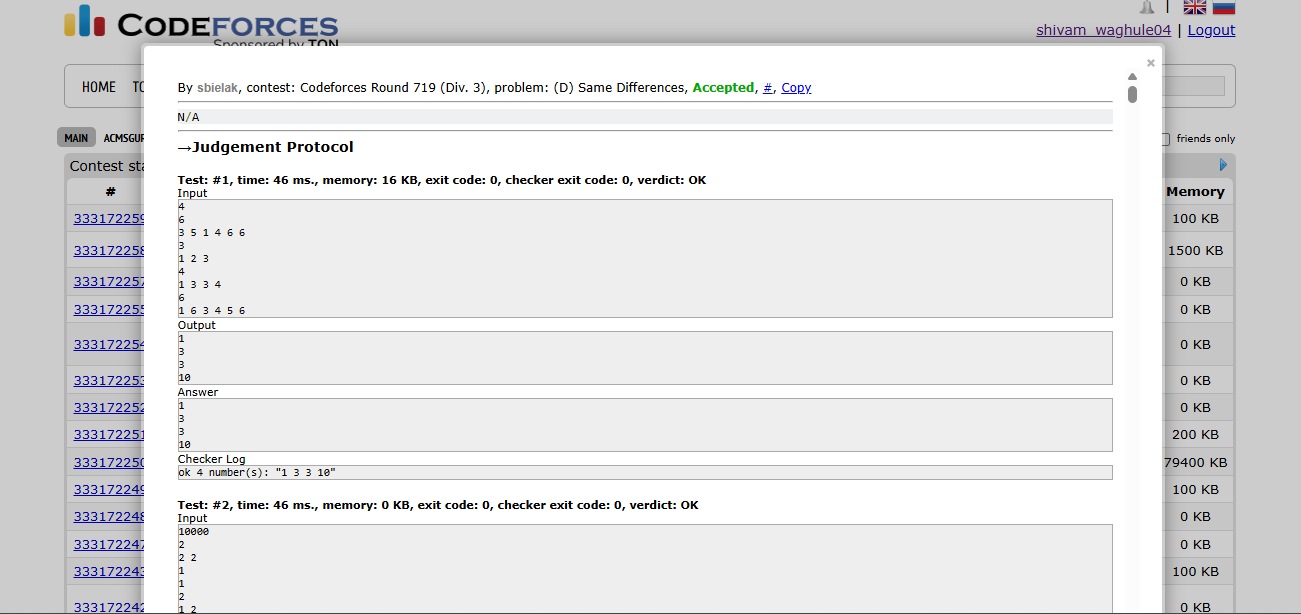 CODEFORCES
Sponsored by TON
shivam_waghule04 | Logout
HOME
MAIN ACMSGUR
friends only
Contest sta
# Memory
333172259 100 KB
333172258 1500 KB
333172257 0 KB
333172255 0 KB
333172254 0 KB
333172253 0 KB
333172252 0 KB
333172251 200 KB
333172250 79400 KB
333172249 100 KB
333172248 0 KB
333172247 0 KB
333172243 100 KB
333172242 0 KB
×
By sbielak, contest: Codeforces Round 719 (Div. 3), problem: (D) Same Differences, Accepted, #, Copy
N/A
→Judgement Protocol
Test: #1, time: 46 ms., memory: 16 KB, exit code: 0, checker exit code: 0, verdict: OK
Input
4
6
3 5 1 4 6 6
3
1 2 3
4
1 3 3 4
6
1 6 3 4 5 6
Output
1
3
3
10
Answer
1
3
3
10
Checker Log
ok 4 number(s): "1 3 3 10"
Test: #2, time: 46 ms., memory: 0 KB, exit code: 0, checker exit code: 0, verdict: OK
Input
10000
2
2 2
1
1
2
1 2